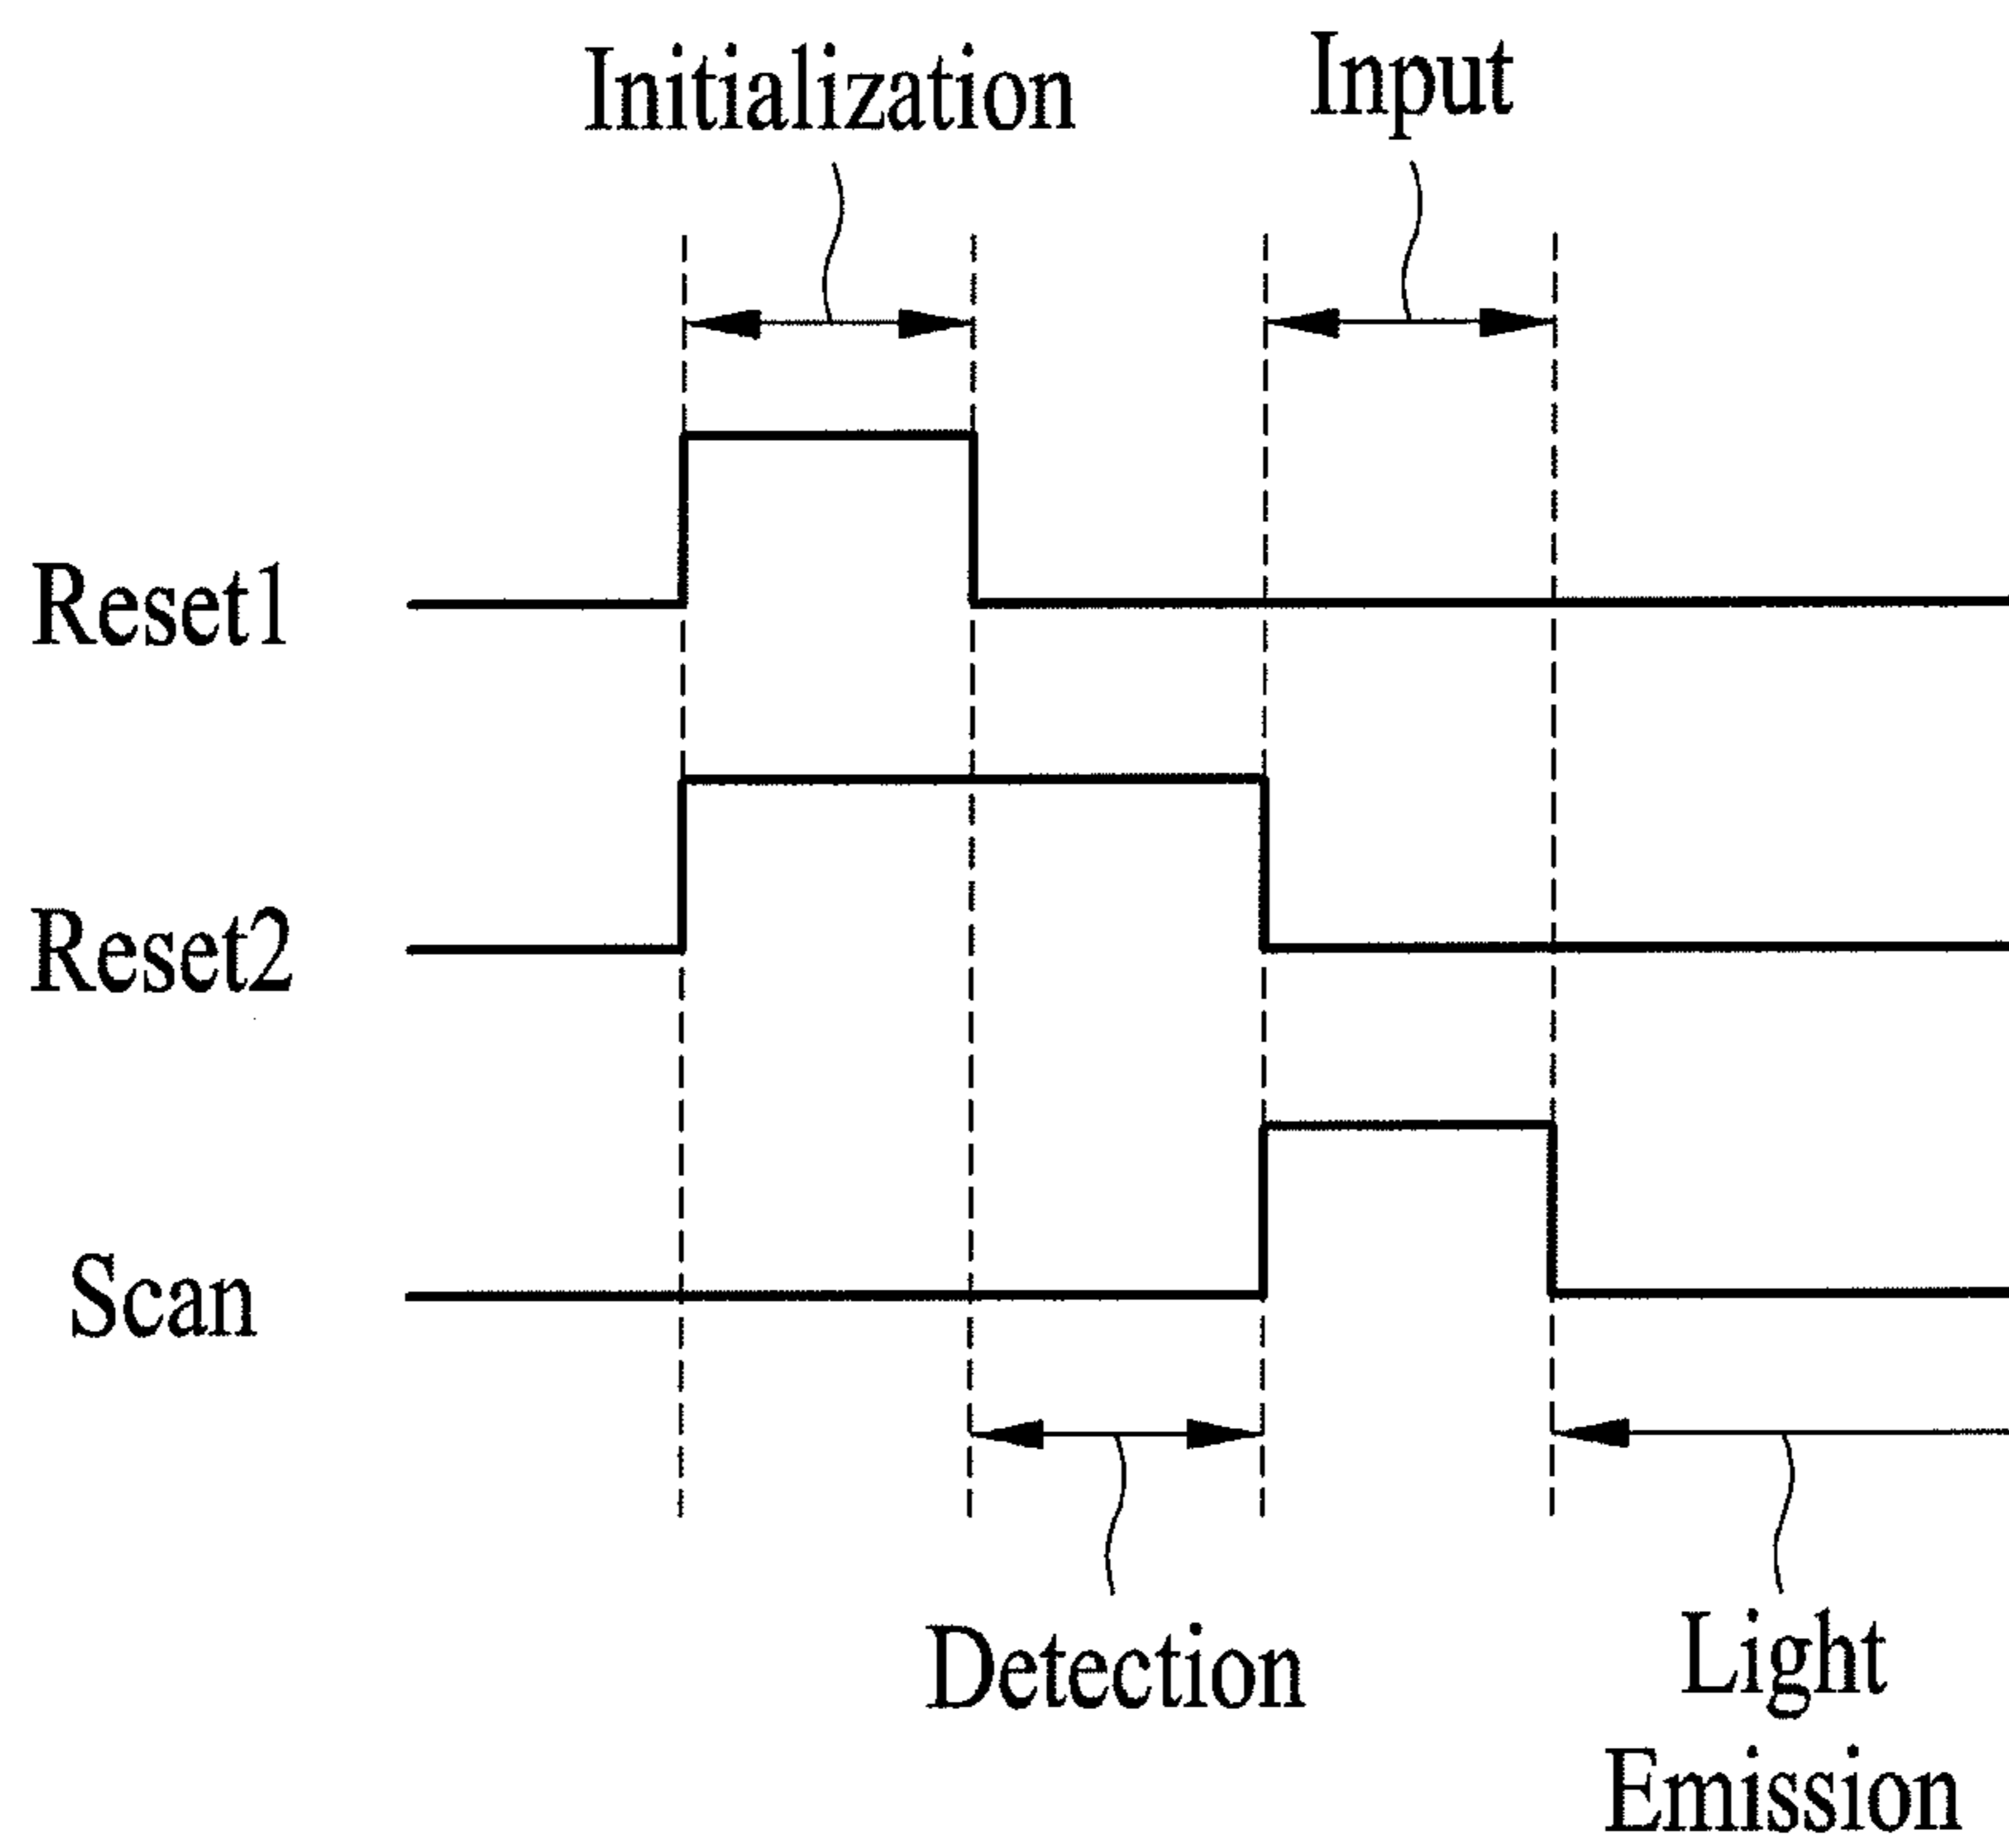 Initialization
Input
Reset1
Reset2
Scan
Detection
Light
Emission